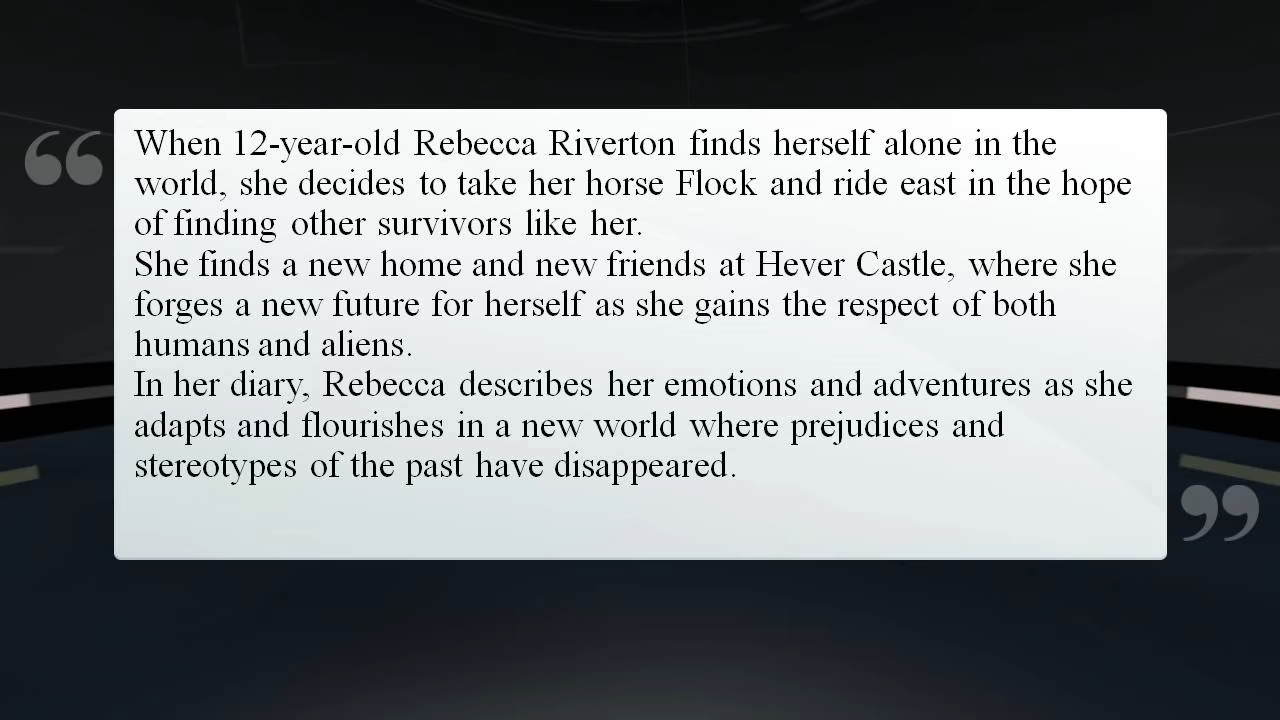 When 12-year-old Rebecca Riverton finds herself alone in the
world, she decides to take her horse Flock and ride east in the hope
of finding other survivors like her.
She finds a new home and new friends at Hever Castle, where she
forges a new future for herself as she gains the respect of both
humans and aliens.
In her diary, Rebecca describes her emotions and adventures as she
adapts and flourishes in a new world where prejudices and
stereotypes of the past have disappeared.